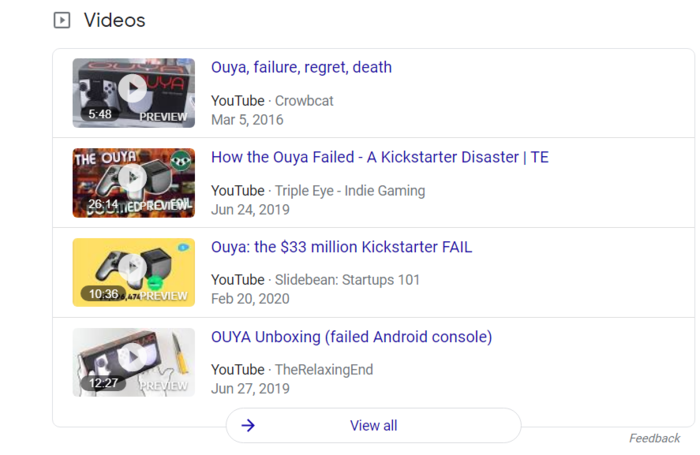 Videos
OUYA
5:48
PREVIEW
Ouya, failure, regret, death
YouTube · Crowbcat
Mar 5, 2016
THE OUYA
26:14
PREVIEW
How the Ouya Failed - A Kickstarter Disaster | TE
YouTube · Triple Eye - Indie Gaming
Jun 24, 2019
10:36
PREVIEW
Ouya: the $33 million Kickstarter FAIL
YouTube · Slidebean: Startups 101
Feb 20, 2020
12:27
PREVIEW
OUYA Unboxing (failed Android console)
YouTube · TheRelaxingEnd
Jun 27, 2019
View all
Feedback